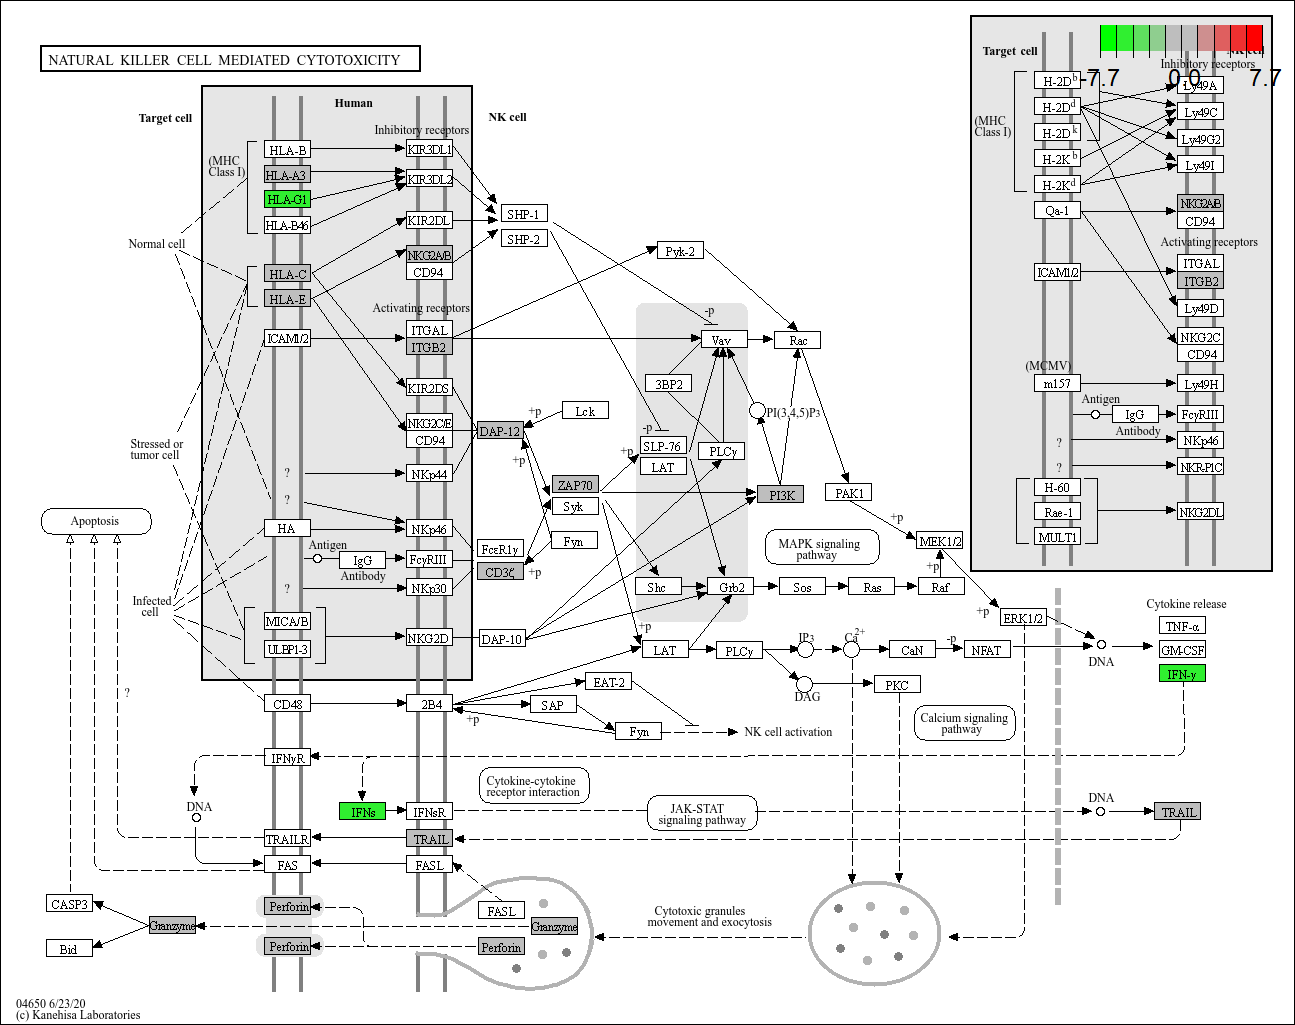 NATURAL KILLER CELL MEDIATED CYTOTOXICITY
Target cell
Human
NK cell
Inhibitory receptors
(MHC
Class I)
HLA-B
KIR3DL1
HLA-A3
KIR3DL2
HLA-G1
HLA-B46
KIR2DL
SHP-1
SHP-2
Normal cell
NKG2A/B
CD94
HLA-C
HLA-E
Pyk-2
Activating receptors
ICAM1/2
ITGAL
ITGB2
-p
Vav
Rac
3BP2
KIR2DS
NKG2C/E
CD94
DAP-12
+p
Lck
PI(3,4,5)P3
-p
SLP-76
LAT
PLCγ
Stressed or
tumor cell
?
NKp44
+p
+p
ZAP70
Syk
PI3K
PAK1
?
Apoptosis
HA
NKp46
Fyn
+p
MEK1/2
Antigen
IgG
Antibody
FcγRIII
FcεR1γ
CD3ζ
+p
MAPK signaling
pathway
+p
?
NKp30
Shc
Grb2
Sos
Ras
Raf
Infected
cell
MICA/B
ULBP1-3
NKG2D
DAP-10
+p
+p
ERK1/2
Cytokine release
TNF-α
GM-CSF
IFN-γ
LAT
PLCγ
IP3
Ca2+
CaN
-p
NFAT
DNA
DAG
PKC
?
CD48
2B4
+p
EAT-2
SAP
Fyn
NK cell activation
Calcium signaling
pathway
IFNγR
DNA
IFNs
IFNsR
Cytokine-cytokine
receptor interaction
JAK-STAT
signaling pathway
DNA
TRAIL
TRAILR
TRAIL
FAS
FASL
CASP3
Bid
Granzyme
Perforin
Perforin
FASL
Granzyme
Perforin
Cytotoxic granules
movement and exocytosis
Target cell
-7.7
0.0
7.7
Inhibitory receptors
(MHC
Class I)
H-2Db
H-2Dd
H-2Dk
H-2Kb
H-2Kd
Ly49A
Ly49C
Ly49G2
Ly49I
Qa-1
NKG2A/B
CD94
Activating receptors
ICAM1/2
ITGAL
ITGB2
Ly49D
NKG2C
CD94
(MCMV)
m157
Ly49H
Antigen
IgG
Antibody
FcγRIII
?
NKp46
?
NKR-P1C
H-60
Rae-1
MULT1
NKG2DL
04650 6/23/20
(c) Kanehisa Laboratories